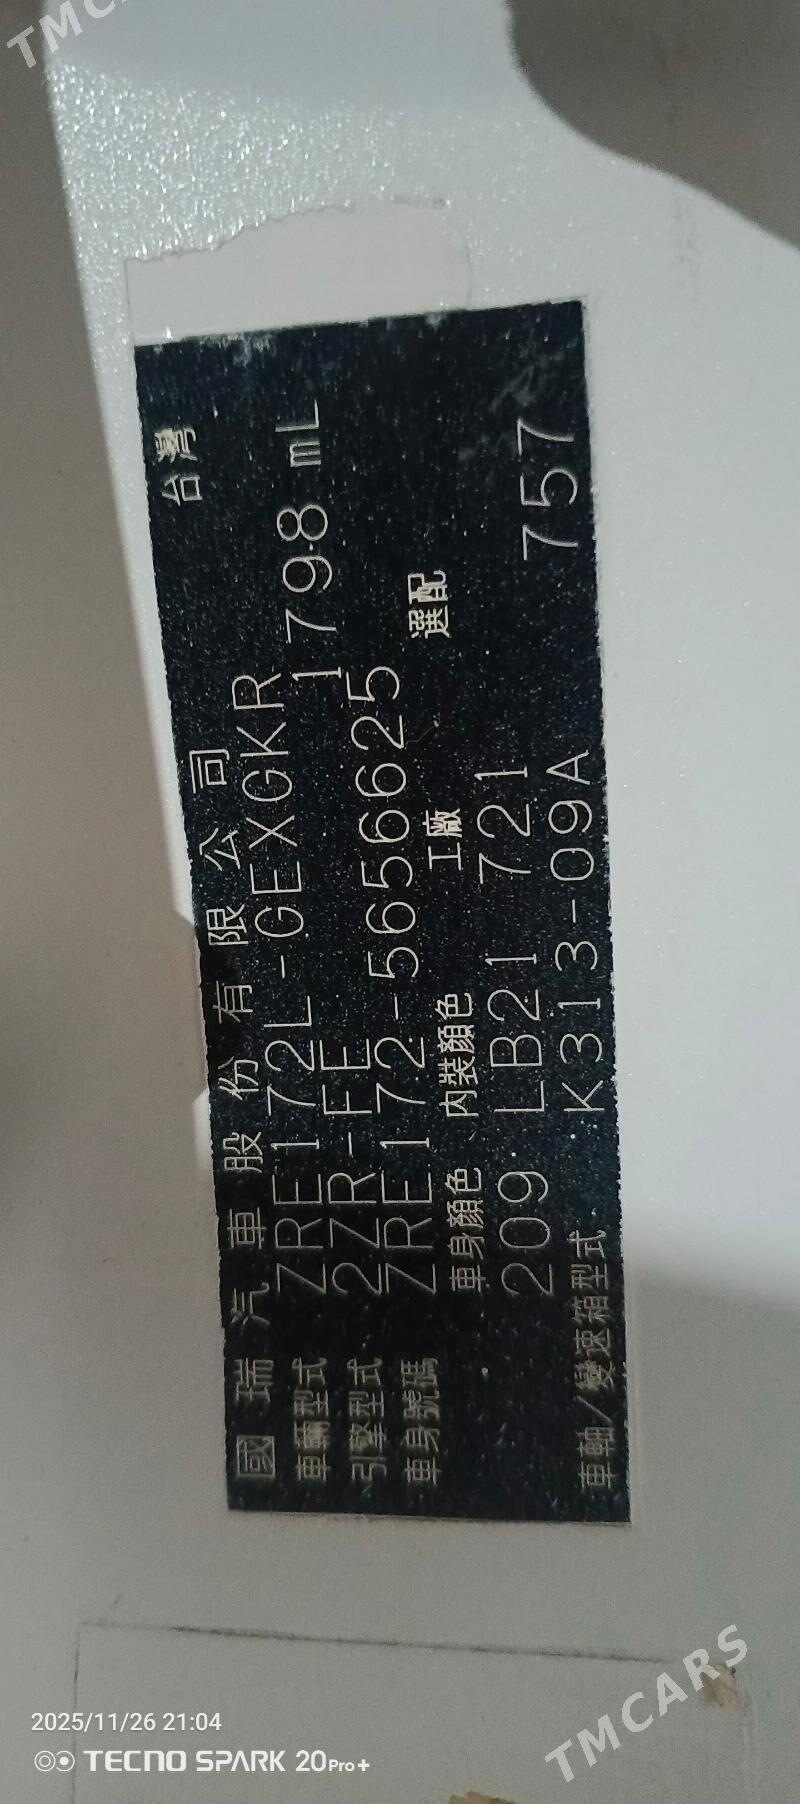 TMCARS
國瑞汽車股份有限公司 台灣
車輛型式 ZRE172L-GEXGKR
引擎型式 2ZR-FE 1798 mL
車身號碼 ZRE172-5656625
車身顏色 內裝顏色 工廠 選配
209 LB21 721 757
車軸/變速箱型式 K313-09A
2025/11/26 21:04
TECNO SPARK 20Pro+
TMCARS